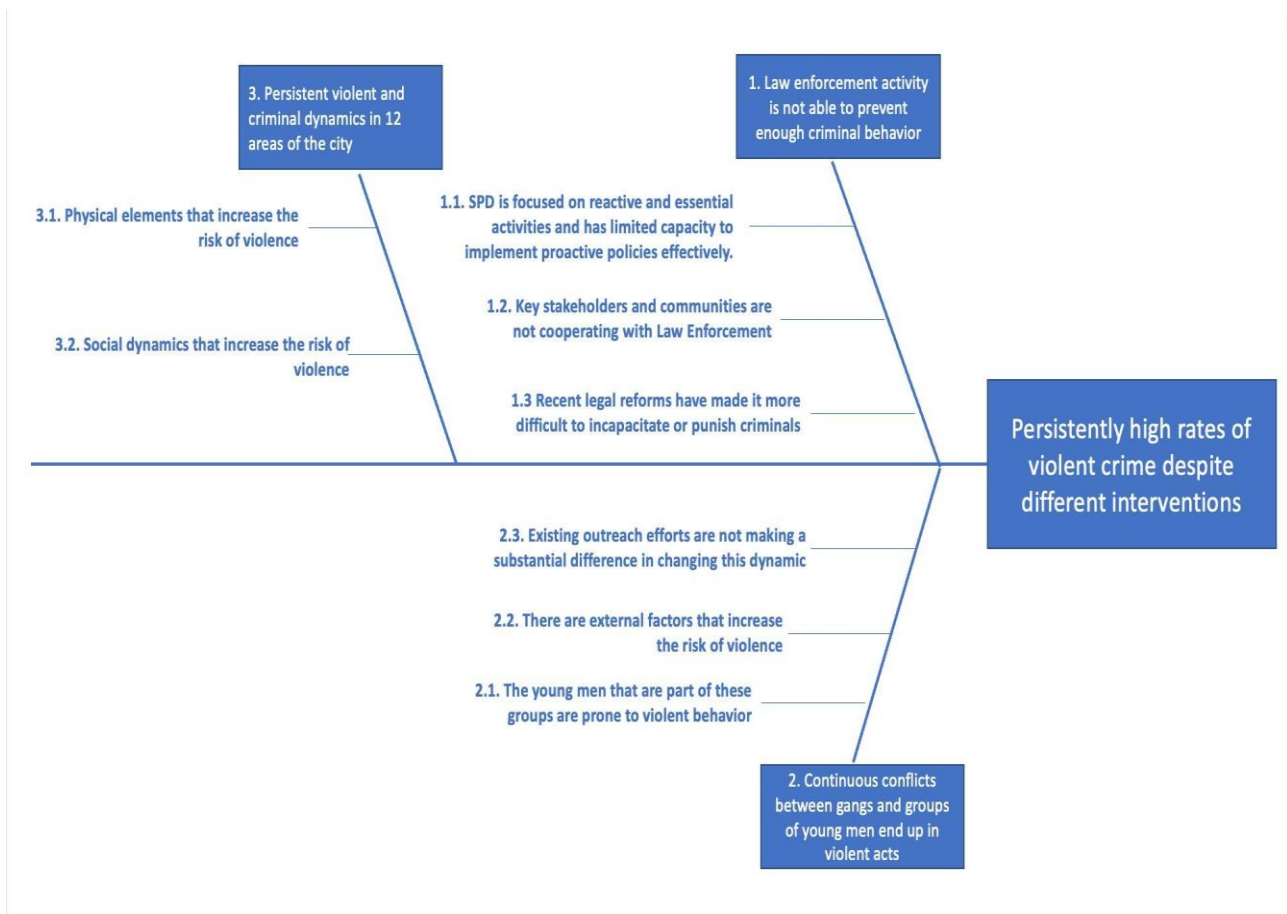 3. Persistent violent and
criminal dynamics in 12
areas of the city
3.1. Physical elements that increase the
risk of violence
3.2. Social dynamics that increase the risk of
violence
1. Law enforcement activity
is not able to prevent
enough criminal behavior
1.1. SPD is focused on reactive and essential
activities and has limited capacity to
implement proactive policies effectively.
1.2. Key stakeholders and communities are
not cooperating with Law Enforcement
1.3 Recent legal reforms have made it more
difficult to incapacitate or punish criminals
Persistently high rates of
violent crime despite
different interventions
2.3. Existing outreach efforts are not making a
substantial difference in changing this dynamic
2.2. There are external factors that increase
the risk of violence
2.1. The young men that are part of these
groups are prone to violent behavior
2. Continuous conflicts
between gangs and groups
of young men end up in
violent acts